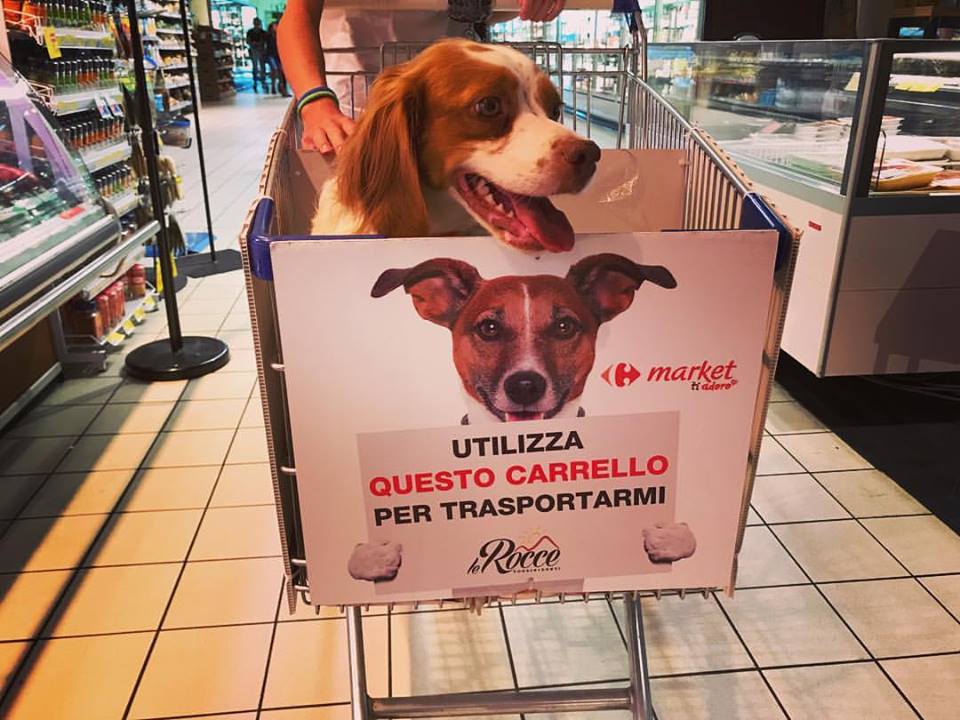 market
ti adoro
UTILIZZA
QUESTO CARRELLO
PER TRASPORTARMI
le Rocce